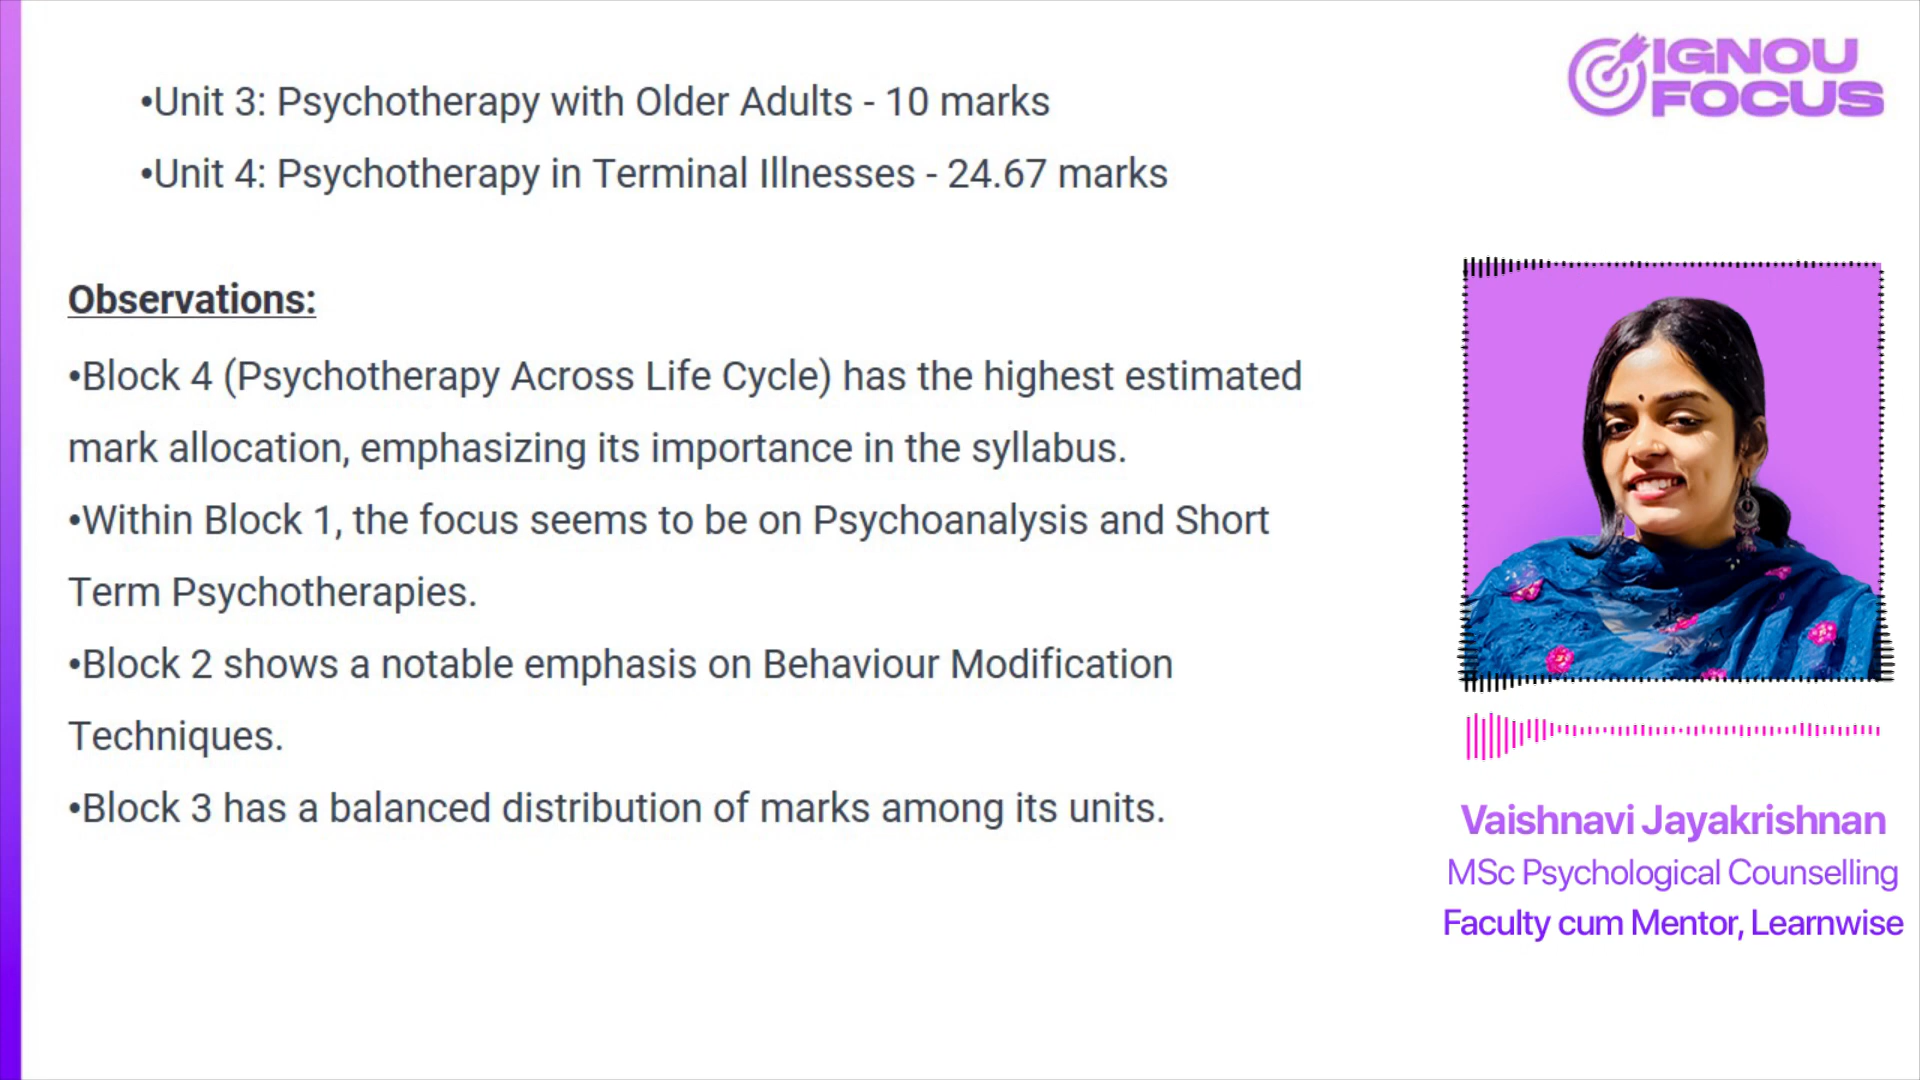 •Unit 3: Psychotherapy with Older Adults - 10 marks
•Unit 4: Psychotherapy in Terminal Illnesses - 24.67 marks
Observations:
•Block 4 (Psychotherapy Across Life Cycle) has the highest estimated
mark allocation, emphasizing its importance in the syllabus.
•Within Block 1, the focus seems to be on Psychoanalysis and Short
Term Psychotherapies.
•Block 2 shows a notable emphasis on Behaviour Modification
Techniques.
•Block 3 has a balanced distribution of marks among its units.
IGNOU
FOCUS
Vaishnavi Jayakrishnan
MSc Psychological Counselling
Faculty cum Mentor, Learnwise